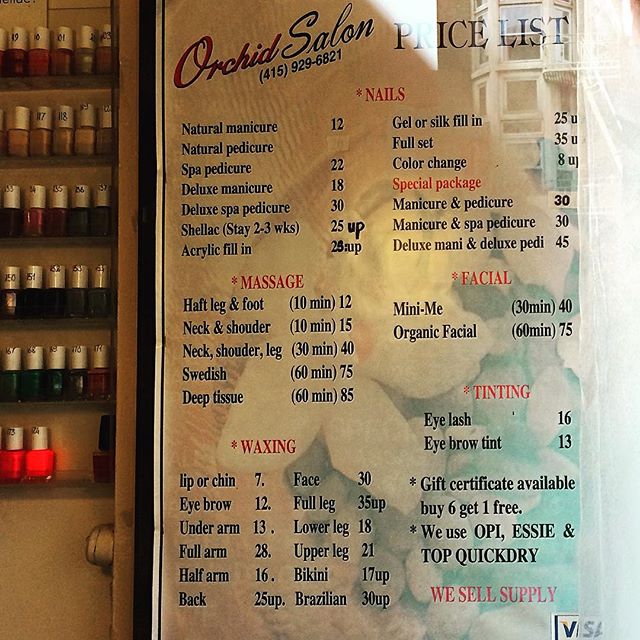 Orchid Salon PRICE LIST
(415) 929-6821
* NAILS
Natural manicure 12
Natural pedicure
Spa pedicure 22
Deluxe manicure 18
Deluxe spa pedicure 30
Shellac (Stay 2-3 wks) 25 up
Acrylic fill in 25:up
Gel or silk fill in 25 u
Full set 35 u
Color change 8 up
Special package
Manicure & pedicure 30
Manicure & spa pedicure 30
Deluxe mani & deluxe pedi 45
* MASSAGE
Haft leg & foot (10 min) 12
Neck & shouder (10 min) 15
Neck, shouder, leg (30 min) 40
Swedish (60 min) 75
Deep tissue (60 min) 85
* FACIAL
Mini-Me (30min) 40
Organic Facial (60min) 75
* TINTING
Eye lash 16
Eye brow tint 13
* WAXING
lip or chin 7. Face 30
Eye brow 12. Full leg 35up
Under arm 13 . Lower leg 18
Full arm 28. Upper leg 21
Half arm 16 . Bikini 17up
Back 25up. Brazilian 30up
* Gift certificate available
buy 6 get 1 free.
* We use OPI, ESSIE &
TOP QUICKDRY
WE SELL SUPPLY